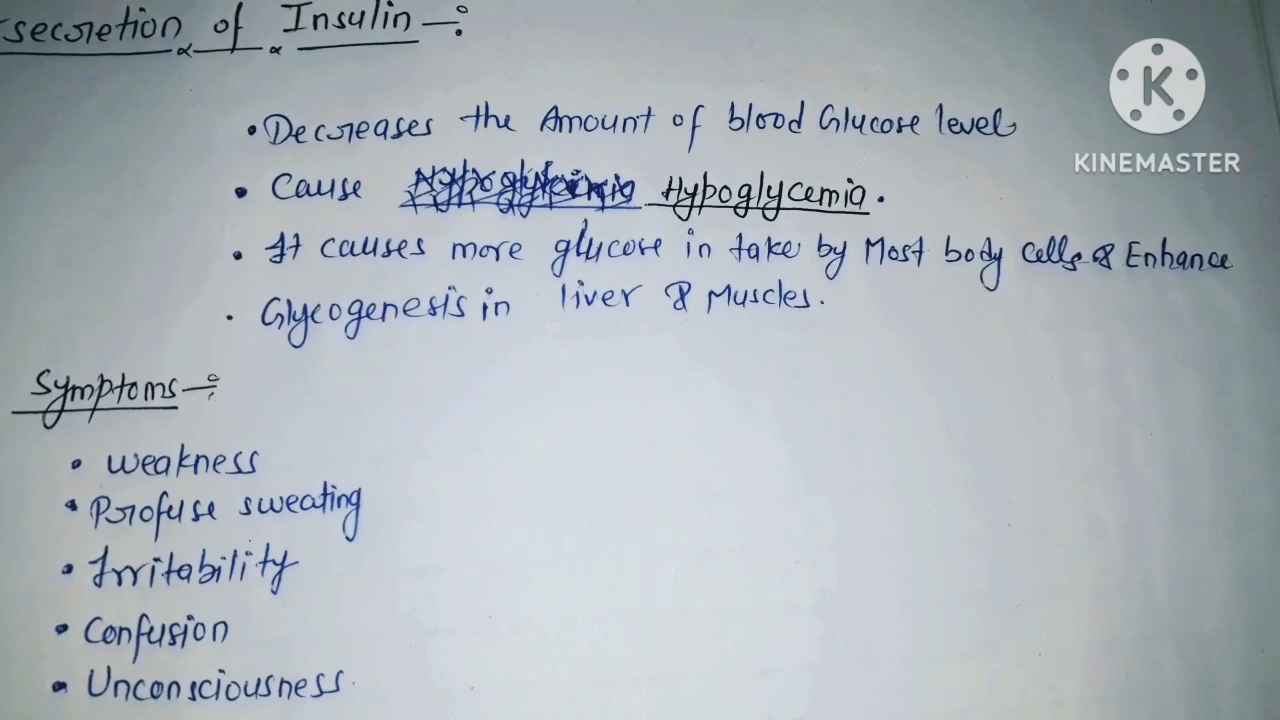 secretion of Insulin -:
• Decreases the Amount of blood Glucose level
• Cause Hypoglycemia.
• It causes more glucose in take by Most body cells & Enhance
• Glycogenesis in liver & Muscles.
Symptoms -:
• Weakness
• Profuse sweating
• Irritability
• Confusion
• Unconsciousness.
K
KINEMASTER